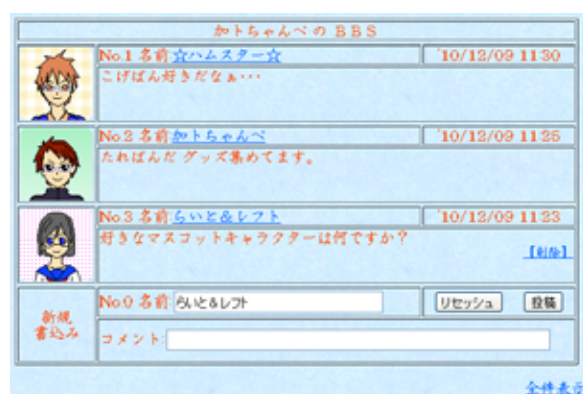 加トちゃんぺの BBS
No.1 名前:☆ハムスター☆ '10/12/09 11:30
こげぱん好きだなぁ・・・
No.2 名前:加トちゃんぺ '10/12/09 11:25
たればんだ グッズ集めてます。
No.3 名前:らいと&レフト '10/12/09 11:23
好きなマスコットキャラクターは何ですか？
【削除】
新規
書込み
No.0 名前:らいと&レフト リセッシュ 投稿
コメント:
全件表示